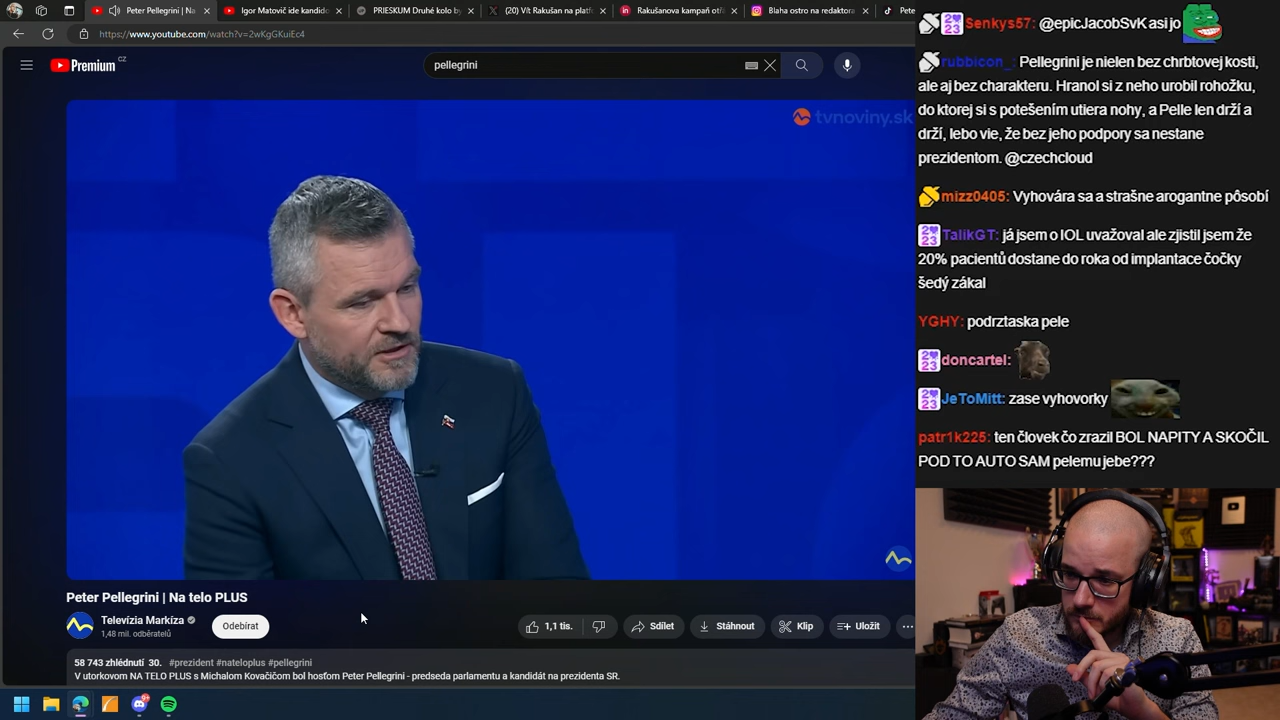 Peter Pellegrini | Na
Igor Matovič ide kandido
PRIESKUM Druhé kolo by
(20) Vít Rakušan na platf
Rakušanova kampaň otř
Blaha ostro na redaktora
Peter
https://www.youtube.com/watch?v=2wKgGKuiEc4
Premium CZ
pellegrini
tvnoviny.sk
Peter Pellegrini | Na telo PLUS
Televízia Markíza
1,48 mil. odběratelů
Odebírat
1,1 tis.
Sdílet
Stáhnout
Klip
Uložit
58 743 zhlédnutí 30. #prezident #nateloplus #pellegrini
V utorkovom NA TELO PLUS s Michalom Kovačičom bol hosťom Peter Pellegrini - predseda parlamentu a kandidát na prezidenta SR.
Senkys57: @epicJacobSvK asi jo
rubbicon_: Pellegrini je nielen bez chrbtovej kosti,
ale aj bez charakteru. Hranol si z neho urobil rohožku,
do ktorej si s potešením utiera nohy, a Pelle len drží a
drží, lebo vie, že bez jeho podpory sa nestane
prezidentom. @czechcloud
mizz0405: Vyhovára sa a strašne arogantne pôsobí
TalikGT: já jsem o IOL uvažoval ale zjistil jsem že
20% pacientů dostane do roka od implantace čočky
šedý zákal
YGHY: podrztaska pele
doncartel:
JeToMitt: zase vyhovorky
patr1k225: ten človek čo zrazil BOL NAPITY A SKOČIL
POD TO AUTO SAM pelemu jebe???